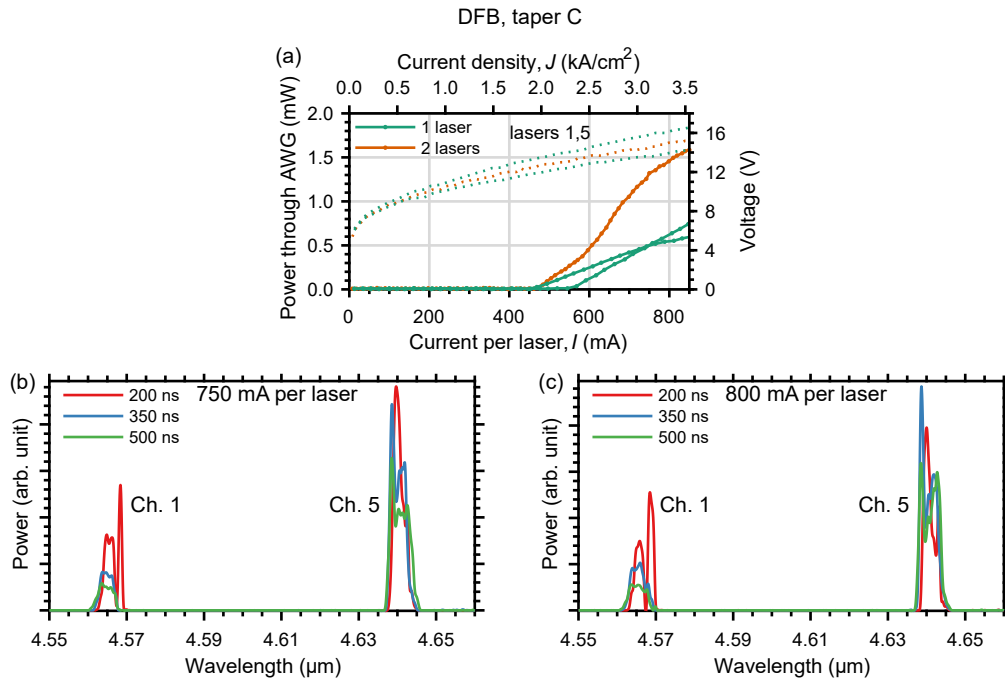 DFB, taper C
(a)
Current density, J (kA/cm²)
0.0 0.5 1.0 1.5 2.0 2.5 3.0 3.5
Power through AWG (mW)
2.0
1.5
1.0
0.5
0.0
1 laser
2 lasers
lasers 1,5
16
12
8
4
0
Voltage (V)
0 200 400 600 800
Current per laser, I (mA)
(b)
750 mA per laser
200 ns
350 ns
500 ns
Ch. 1
Ch. 5
Power (arb. unit)
4.55 4.57 4.59 4.61 4.63 4.65
Wavelength (μm)
(c)
800 mA per laser
200 ns
350 ns
500 ns
Ch. 1
Ch. 5
Power (arb. unit)
4.55 4.57 4.59 4.61 4.63 4.65
Wavelength (μm)